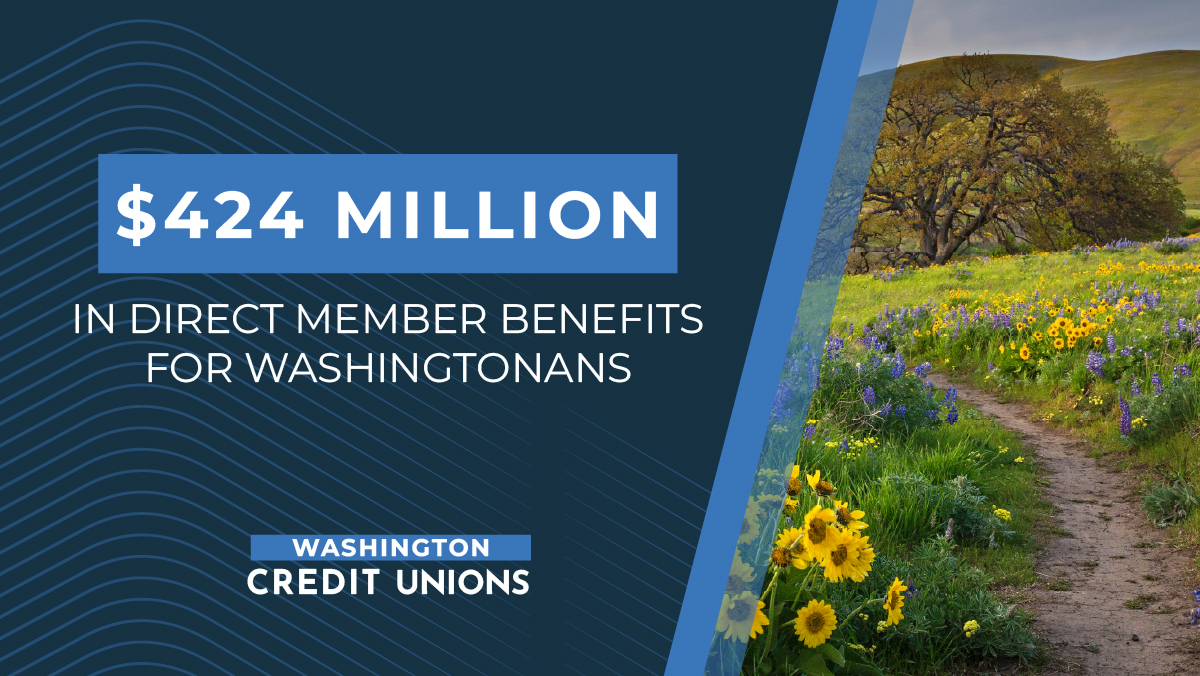 $424 MILLION
IN DIRECT MEMBER BENEFITS
FOR WASHINGTONANS
WASHINGTON
CREDIT UNIONS